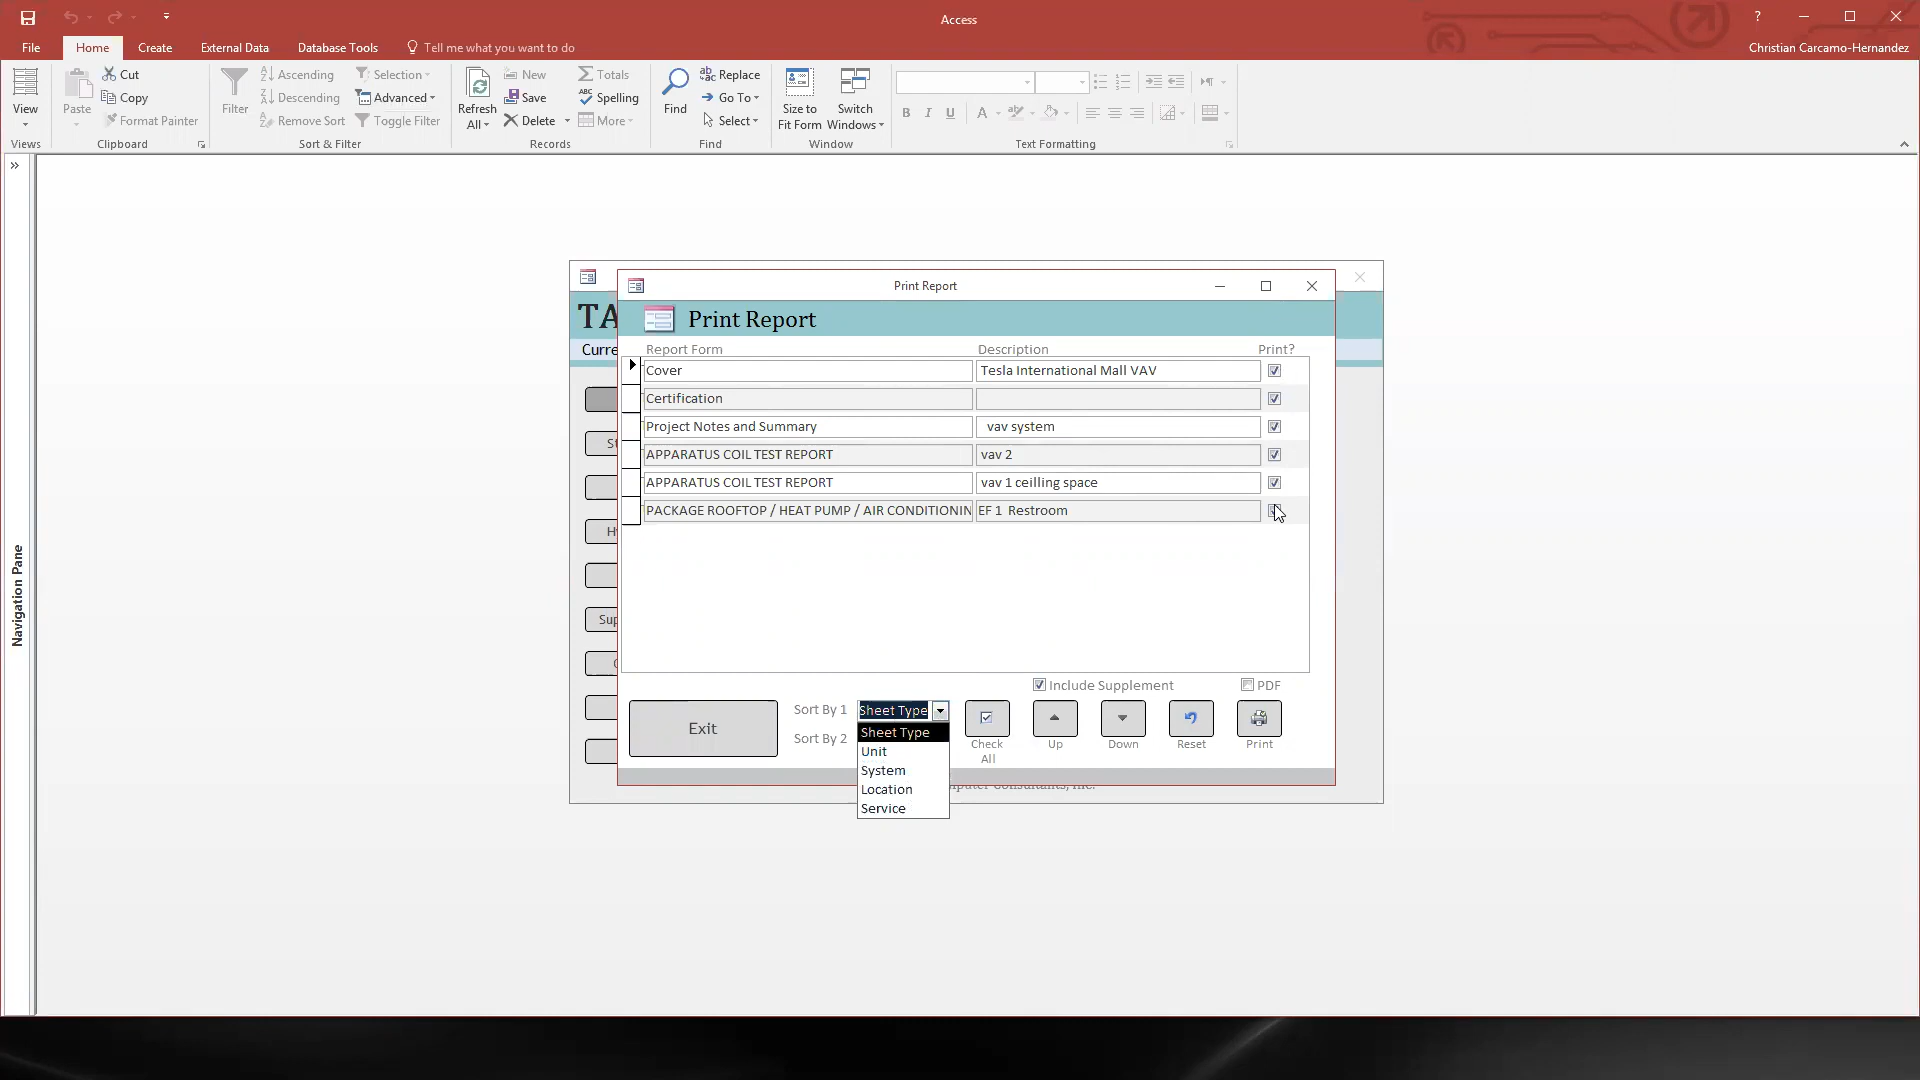 Access
File
Home
Create
External Data
Database Tools
Tell me what you want to do
?
Christian Carcamo-Hernandez
View
Views
Paste
Cut
Copy
Format Painter
Clipboard
Filter
Ascending
Descending
Remove Sort
Selection
Advanced
Toggle Filter
Sort & Filter
Refresh
All
New
Save
Delete
Totals
Spelling
More
Records
Find
Replace
Go To
Select
Find
Size to
Fit Form
Switch
Windows
Window
B I U A
Text Formatting
Navigation Pane
TA
Curre
St
H
Sup
Print Report
Print Report
Report Form Description Print?
Cover Tesla International Mall VAV
Certification
Project Notes and Summary vav system
APPARATUS COIL TEST REPORT vav 2
APPARATUS COIL TEST REPORT vav 1 ceilling space
PACKAGE ROOFTOP / HEAT PUMP / AIR CONDITIONIN EF 1 Restroom
Include Supplement
PDF
Exit
Sort By 1
Sheet Type
Sort By 2
Sheet Type
Unit
System
Location
Service
Check
All
Up
Down
Reset
Print
puter Consultants, Inc.